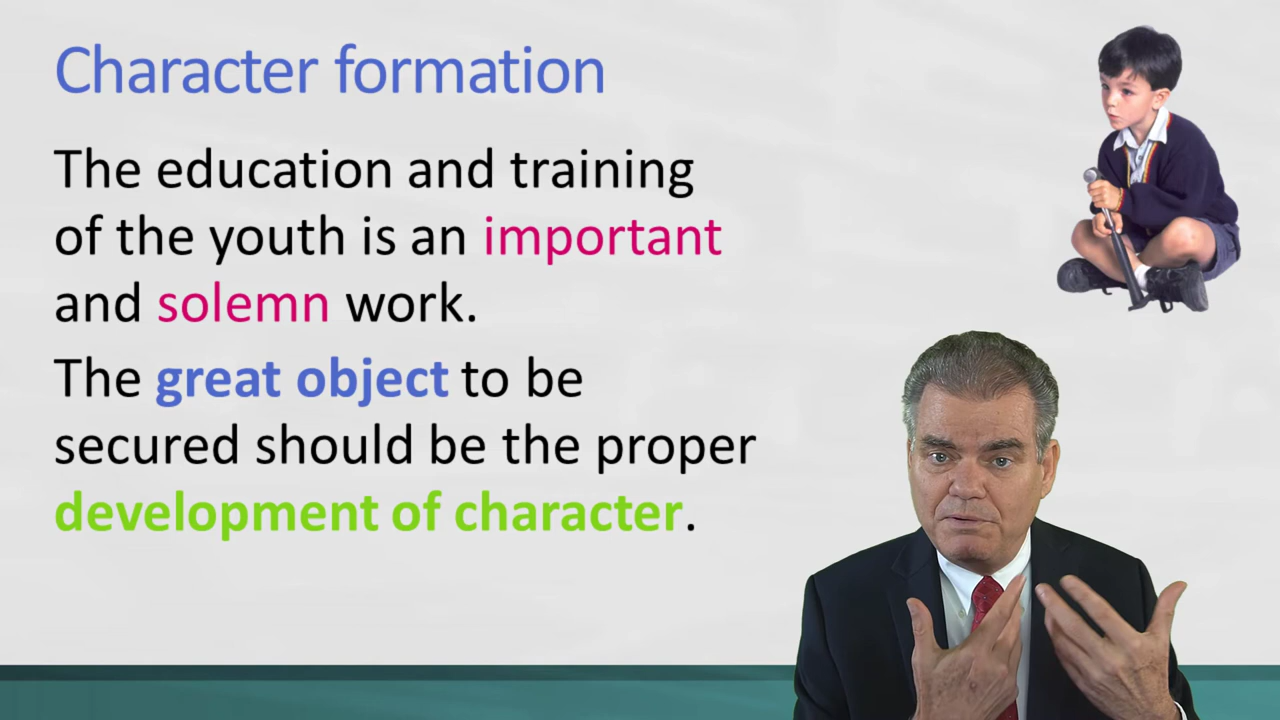 Character formation
The education and training
of the youth is an important
and solemn work.
The great object to be
secured should be the proper
development of character.